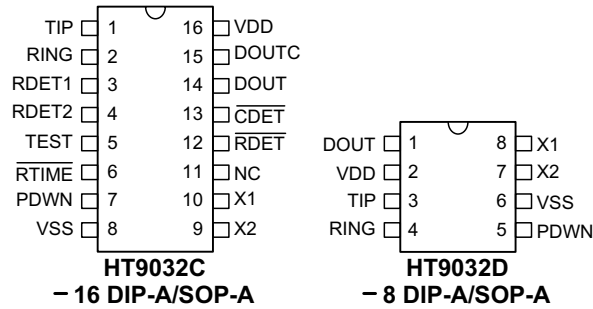 TIP 1 16 VDD
RING 2 15 DOUTC
RDET1 3 14 DOUT
RDET2 4 13 CDET
TEST 5 12 RDET
RTIME 6 11 NC
PDWN 7 10 X1
VSS 8 9 X2
HT9032C
– 16 DIP-A/SOP-A
DOUT 1 8 X1
VDD 2 7 X2
TIP 3 6 VSS
RING 4 5 PDWN
HT9032D
– 8 DIP-A/SOP-A